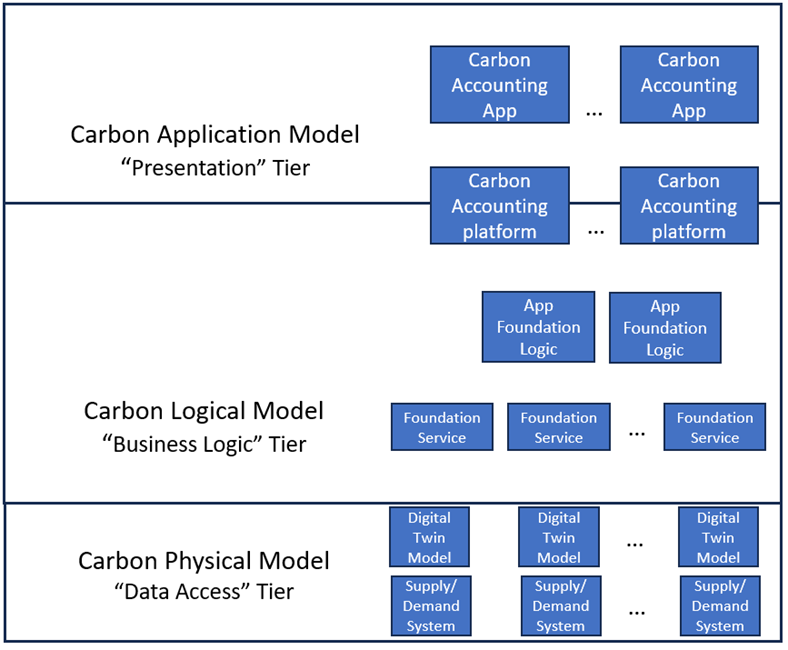 Carbon
Accounting
App
...
Carbon
Accounting
App
Carbon Application Model
“Presentation” Tier
Carbon
Accounting
platform
...
Carbon
Accounting
platform
App
Foundation
Logic
App
Foundation
Logic
Carbon Logical Model
“Business Logic” Tier
Foundation
Service
Foundation
Service
...
Foundation
Service
Carbon Physical Model
“Data Access” Tier
Digital
Twin
Model
Digital
Twin
Model
...
Digital
Twin
Model
Supply/
Demand
System
Supply/
Demand
System
...
Supply/
Demand
System